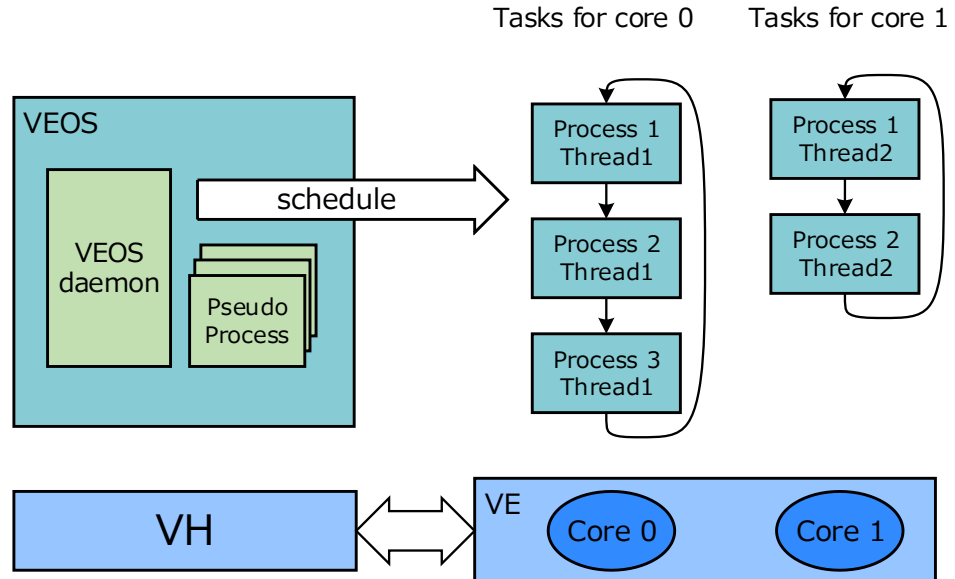 Tasks for core 0
Tasks for core 1
VEOS
VEOS
daemon
Pseudo
Process
schedule
Process 1
Thread1
Process 2
Thread1
Process 3
Thread1
Process 1
Thread2
Process 2
Thread2
VH
VE
Core 0
Core 1